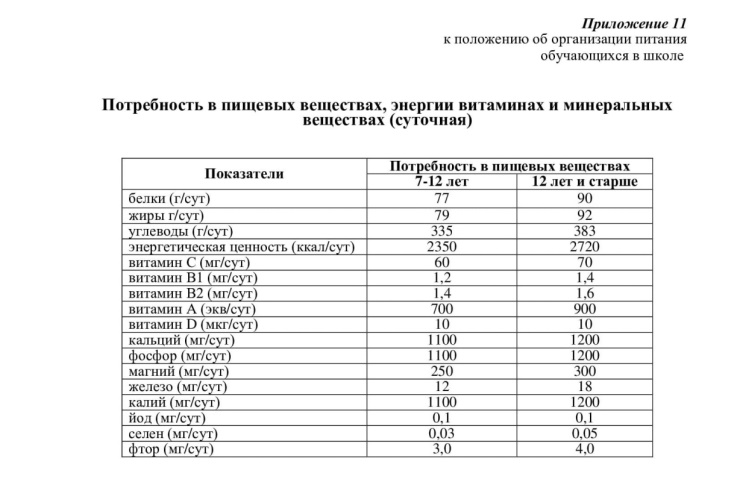 Приложение 11
к положению об организации питания
обучающихся в школе
Потребность в пищевых веществах, энергии витаминах и минеральных
веществах (суточная)
Показатели
Потребность в пищевых веществах
7-12 лет 12 лет и старше
белки (г/сут) 77 90
жиры г/сут) 79 92
углеводы (г/сут) 335 383
энергетическая ценность (ккал/сут) 2350 2720
витамин С (мг/сут) 60 70
витамин В1 (мг/сут) 1,2 1,4
витамин В2 (мг/сут) 1,4 1,6
витамин А (экв/сут) 700 900
витамин D (мкг/сут) 10 10
кальций (мг/сут) 1100 1200
фосфор (мг/сут) 1100 1200
магний (мг/сут) 250 300
железо (мг/сут) 12 18
калий (мг/сут) 1100 1200
йод (мг/сут) 0,1 0,1
селен (мг/сут) 0,03 0,05
фтор (мг/сут) 3,0 4,0